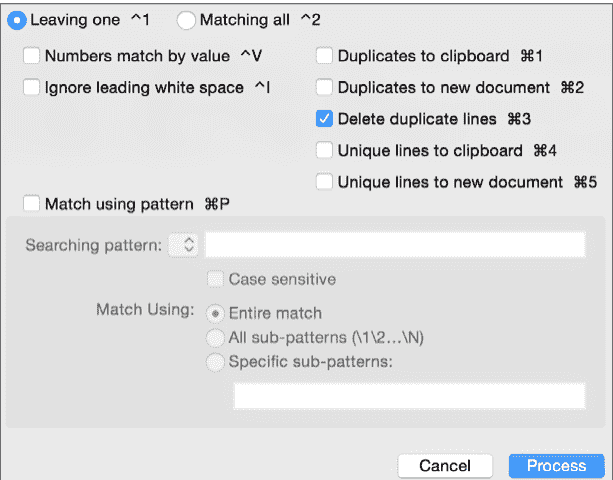 Leaving one ^1 Matching all ^2
Numbers match by value ^V Duplicates to clipboard ⌘1
Ignore leading white space ^I Duplicates to new document ⌘2
Delete duplicate lines ⌘3
Unique lines to clipboard ⌘4
Unique lines to new document ⌘5
Match using pattern ⌘P
Searching pattern:
Case sensitive
Match Using: Entire match
All sub-patterns (\1\2...\N)
Specific sub-patterns:
Cancel Process